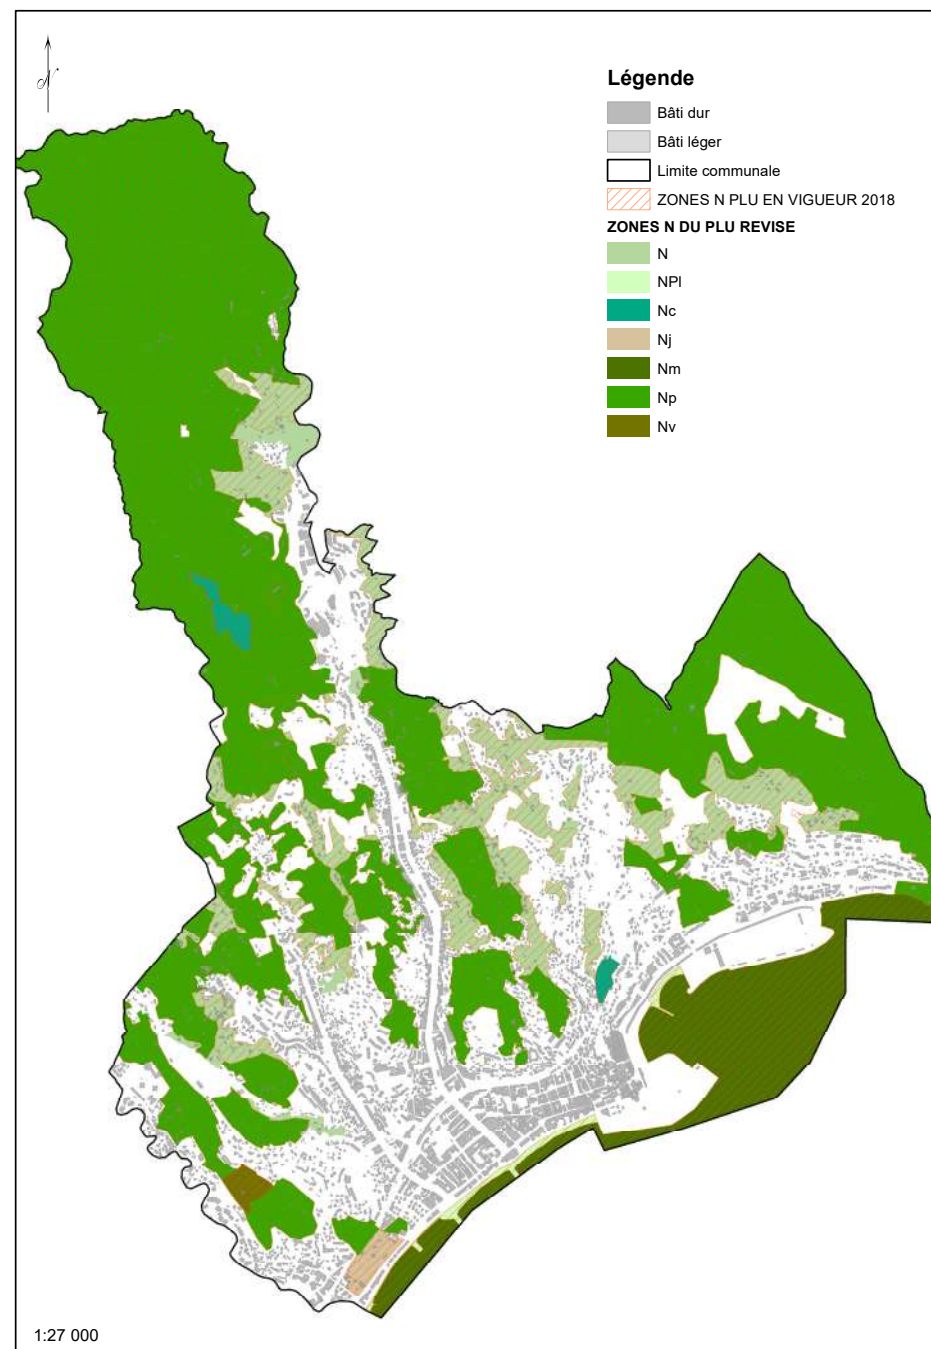 N
Légende
Bâti dur
Bâti léger
Limite communale
ZONES N PLU EN VIGUEUR 2018
ZONES N DU PLU REVISE
N
NPl
Nc
Nj
Nm
Np
Nv
1:27 000